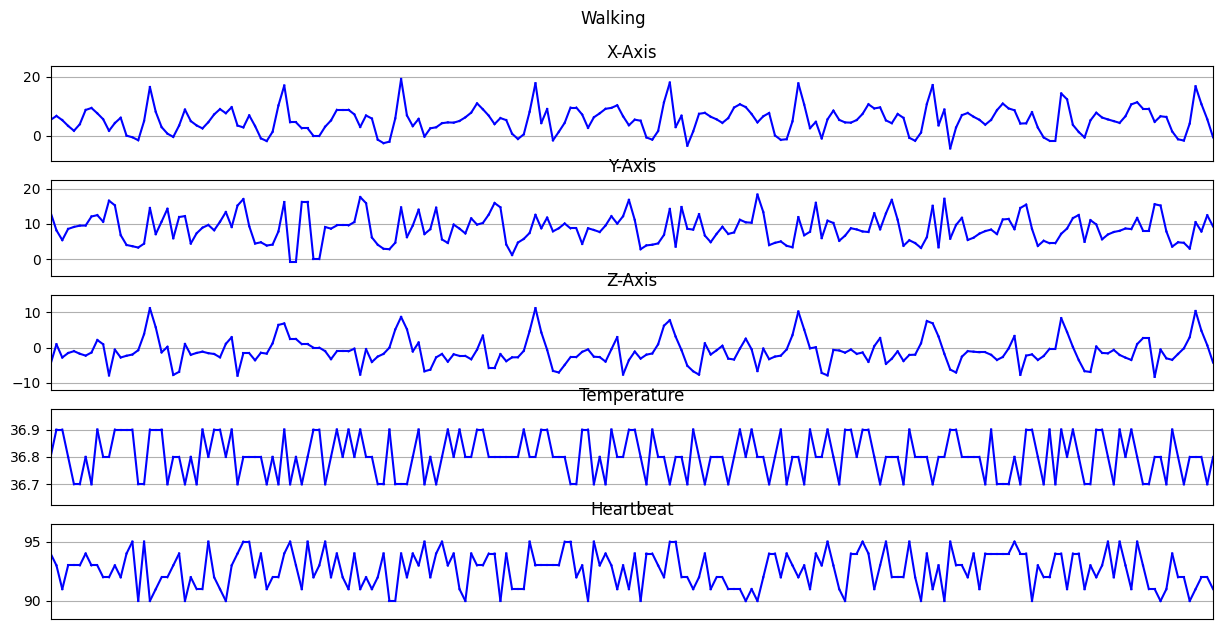 Walking
X-Axis
20
0
Y-Axis
20
10
0
Z-Axis
10
0
−10
Temperature
36.9
36.8
36.7
Heartbeat
95
90